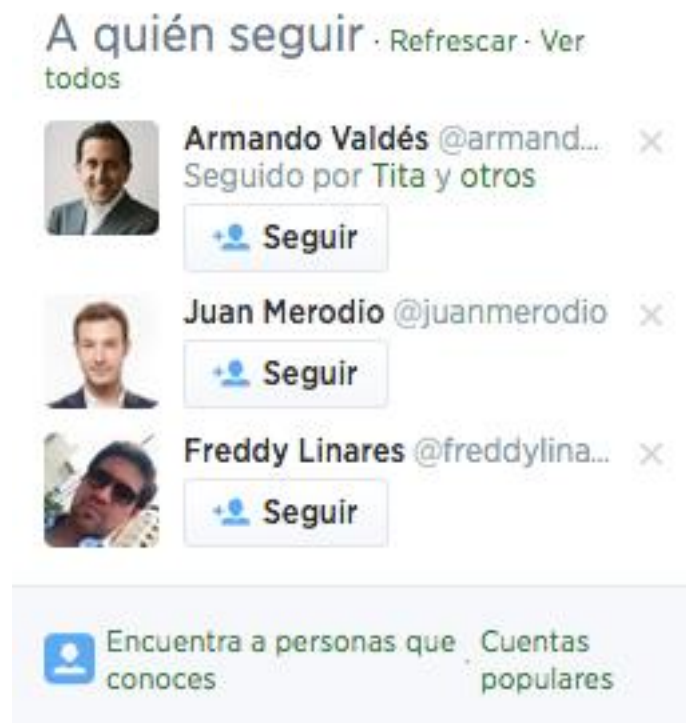 A quién seguir · Refrescar · Ver
todos
Armando Valdés @armand...
Seguido por Tita y otros
Seguir
Juan Merodio @juanmerodio
Seguir
Freddy Linares @freddylina...
Seguir
Encuentra a personas que · Cuentas
conoces populares